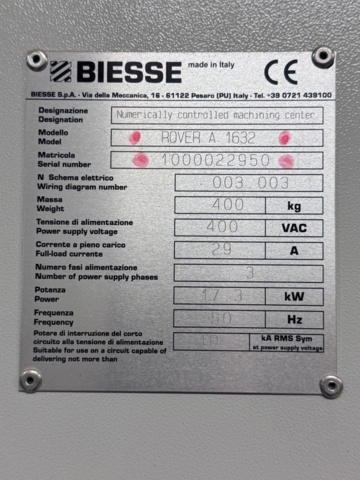 BIESSE made in Italy CE
BIESSE S.p.A. - Via della Meccanica, 16 - 61122 Pesaro (PU) Italy - Tel. +39 0721 439100
Designazione
Designation Numerically controlled machining center
Modello
Model ROVER A 1632
Matricola
Serial number 1000022950
N Schema elettrico
Wiring diagram number 003 003
Massa
Weight 400 kg
Tensione di alimentazione
Power supply voltage 400 VAC
Corrente a pieno carico
Full-load current 29 A
Numero fasi alimentazione
Number of power supply phases 3
Potenza
Power 17.3 kW
Frequenza
Frequency 50 Hz
Potere di interruzione del corto
circuito alla tensione di alimentazione
Suitable for use on a circuit capable of
delivering not more than
kA RMS Sym
at power supply voltage